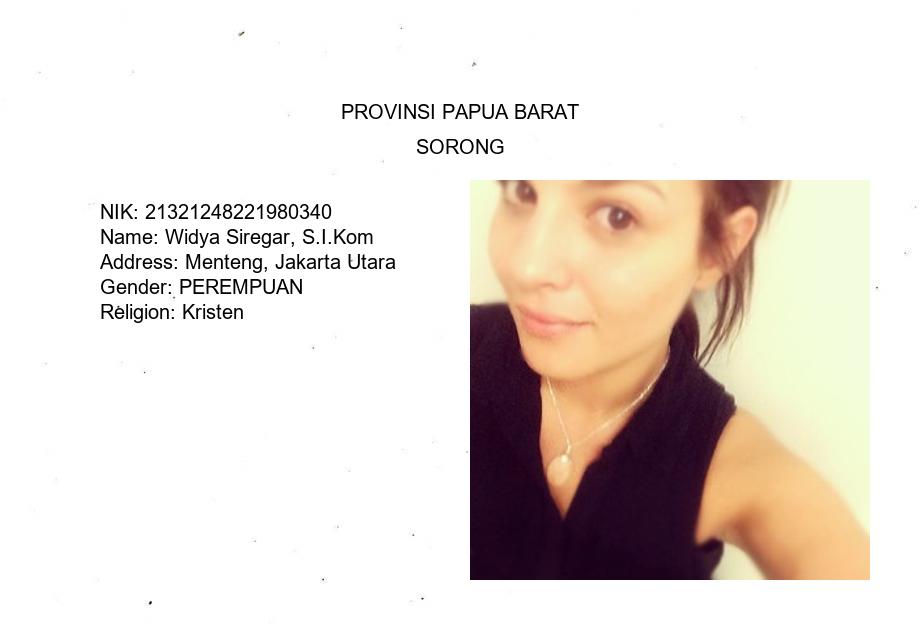 PROVINSI PAPUA BARAT
SORONG
NIK: 21321248221980340
Name: Widya Siregar, S.I.Kom
Address: Menteng, Jakarta Utara
Gender: PEREMPUAN
Religion: Kristen